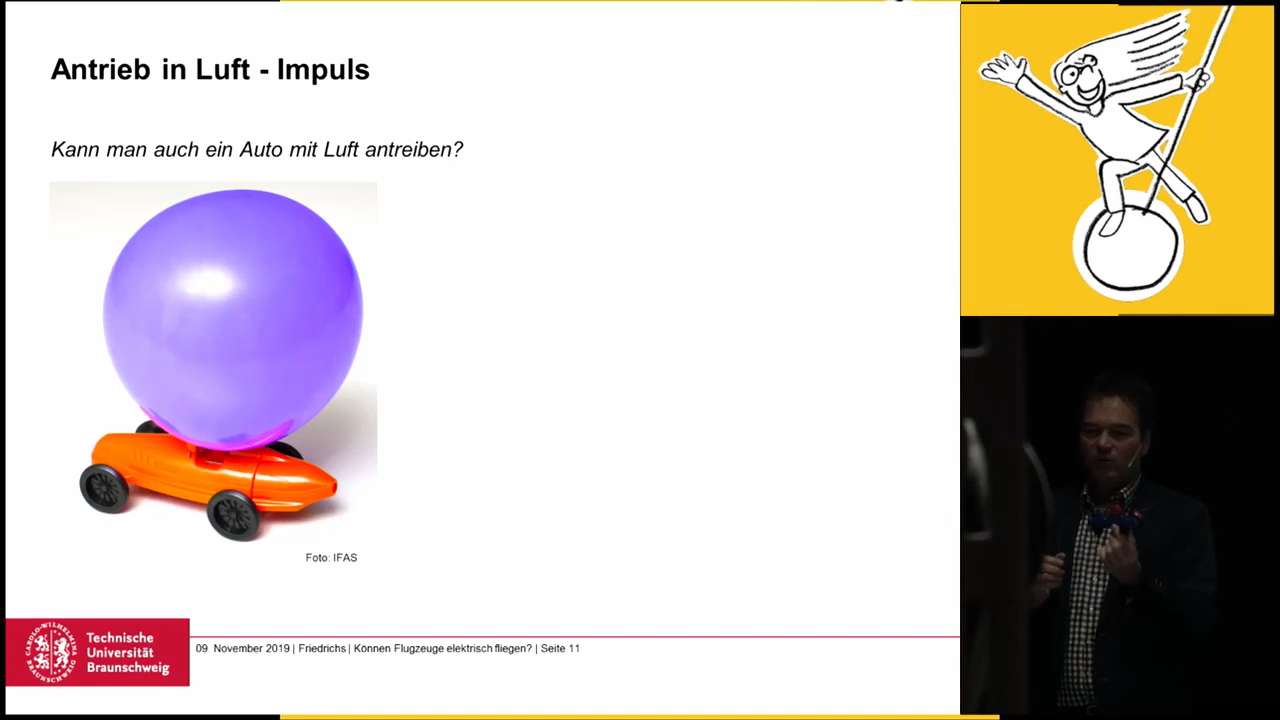 Antrieb in Luft - Impuls
Kann man auch ein Auto mit Luft antreiben?
Foto: IFAS
Technische
Universität
Braunschweig
09. November 2019 | Friedrichs | Können Flugzeuge elektrisch fliegen? | Seite 11